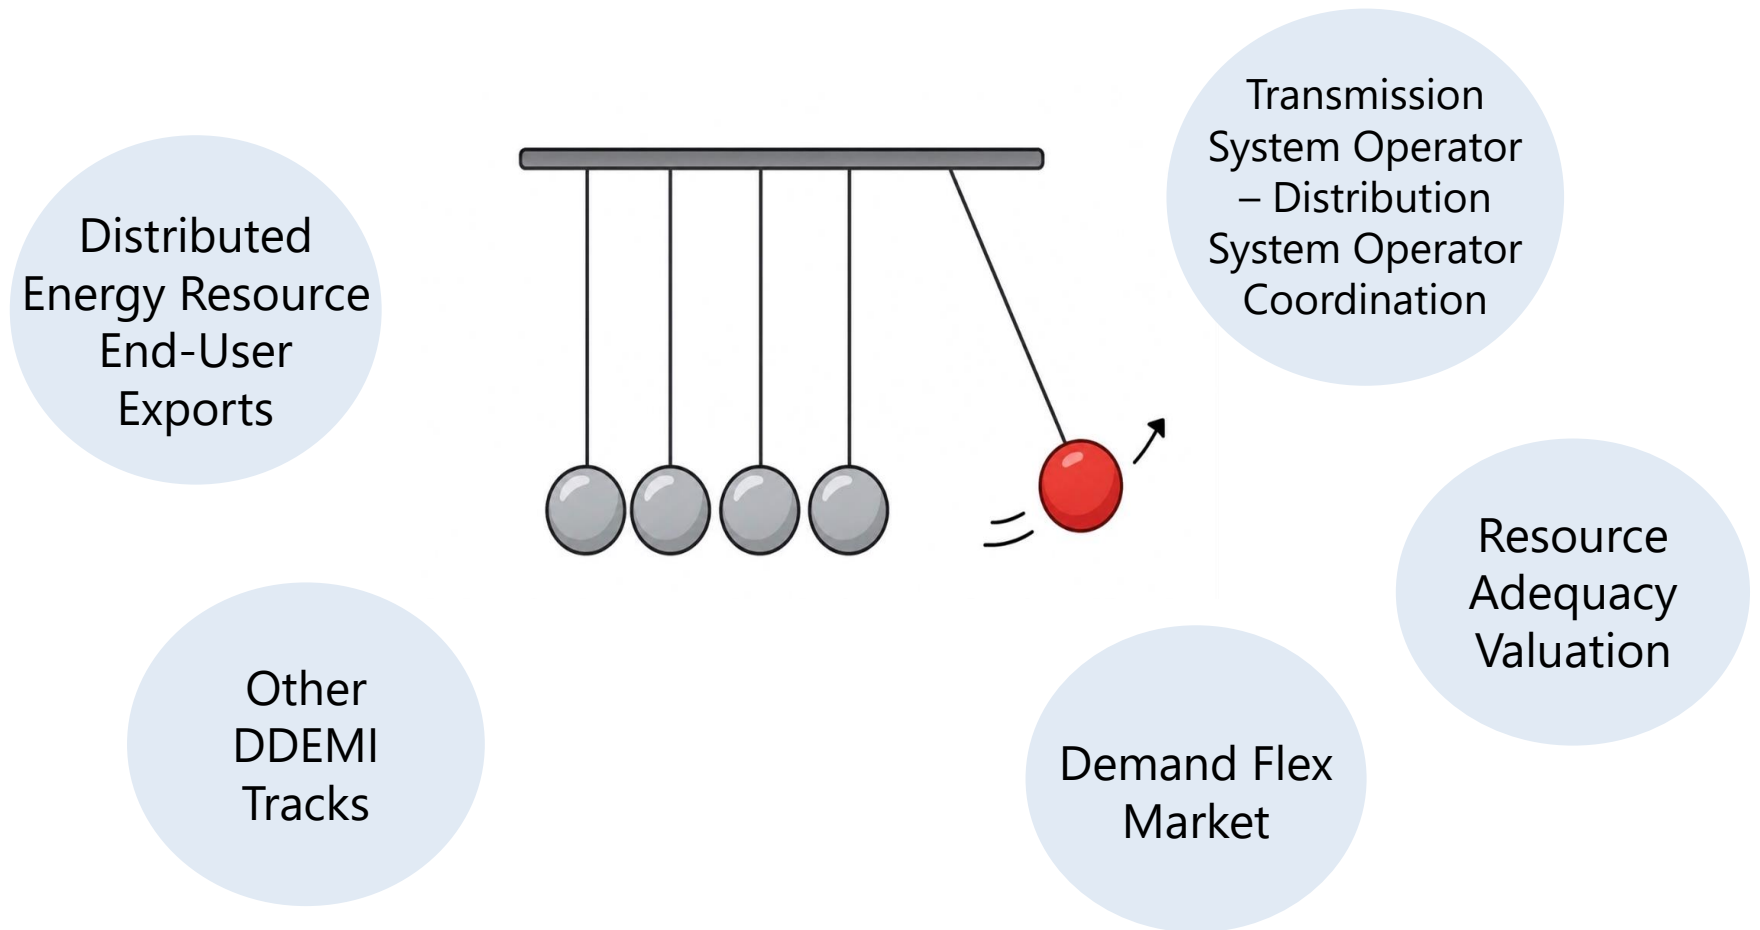 Distributed
Energy Resource
End-User
Exports
Transmission
System Operator
– Distribution
System Operator
Coordination
Resource
Adequacy
Valuation
Other
DDEMI
Tracks
Demand Flex
Market